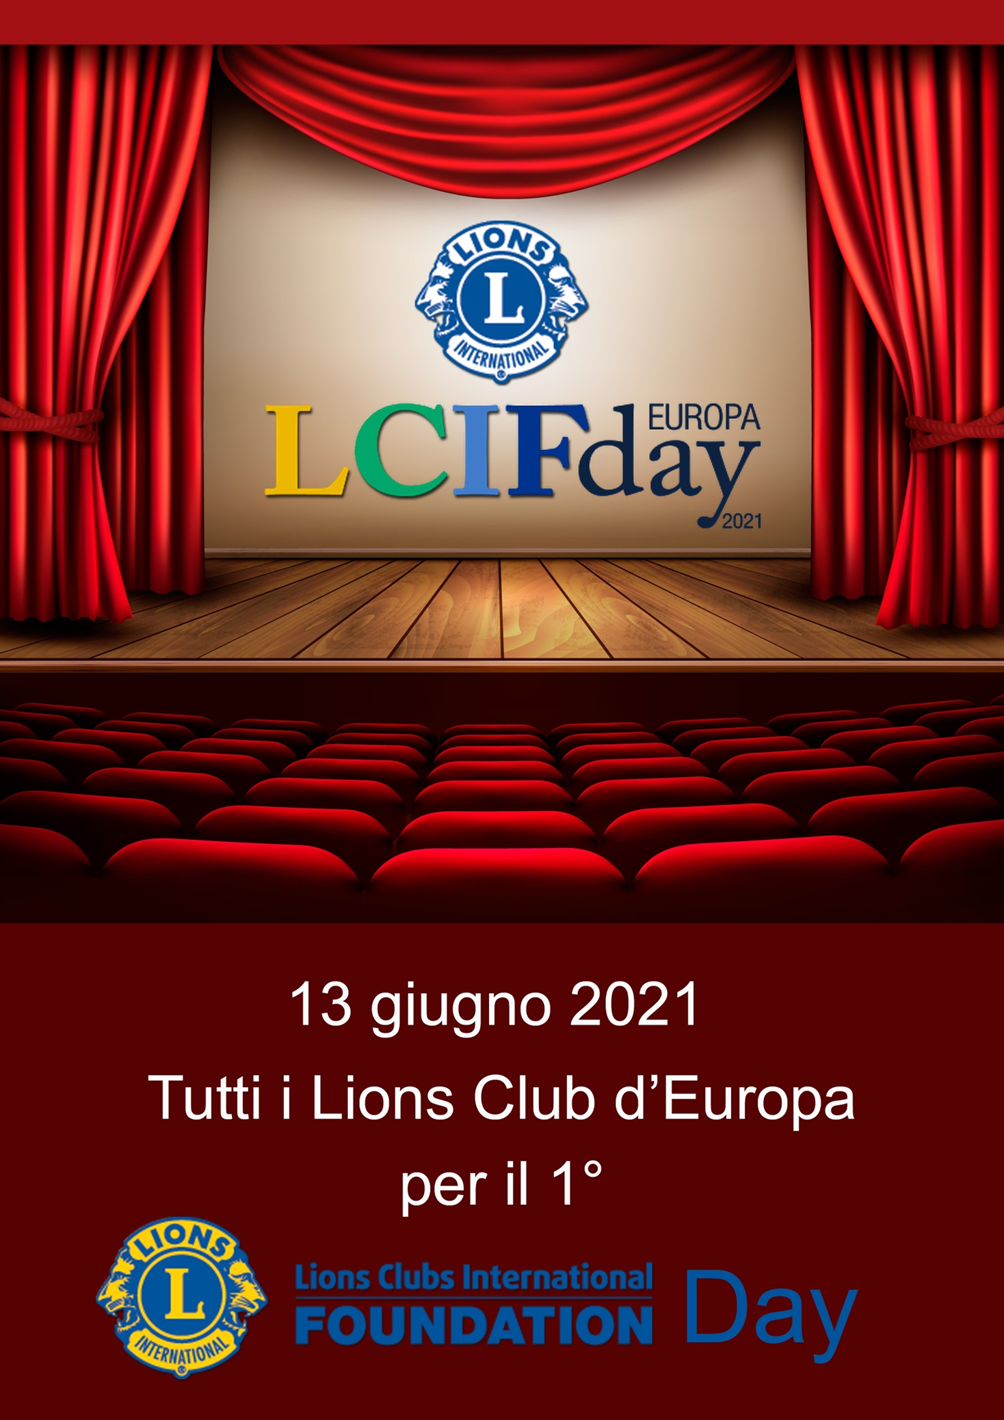 LIONS
L
INTERNATIONAL
®
LCIFday EUROPA
2021
13 giugno 2021
Tutti i Lions Club d’Europa
per il 1°
LIONS
L
INTERNATIONAL
®
Lions Clubs International
FOUNDATION Day